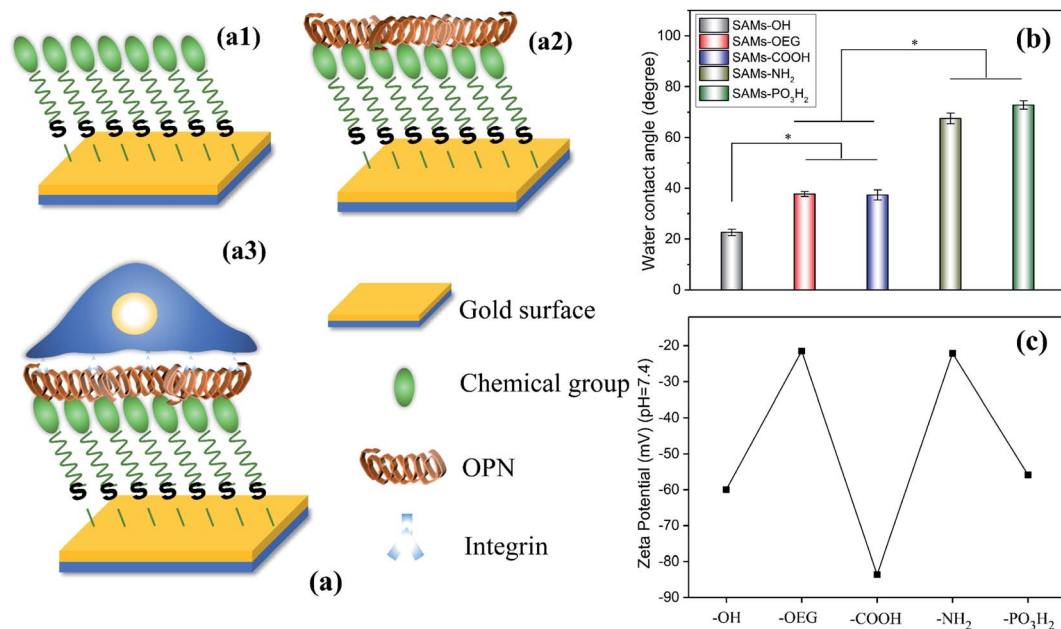 (a1)
S S S S S S S
(a2)
S S S S S S S
(a3)
S S S S S S S
Gold surface
Chemical group
OPN
Integrin
(a)
(b)
SAMs-OH
SAMs-OEG
SAMs-COOH
SAMs-NH₂
SAMs-PO₃H₂
*
*
Water contact angle (degree)
100
80
60
40
20
0
(c)
Zeta Potential (mV) (pH=7.4)
-20
-30
-40
-50
-60
-70
-80
-90
-OH -OEG -COOH -NH₂ -PO₃H₂